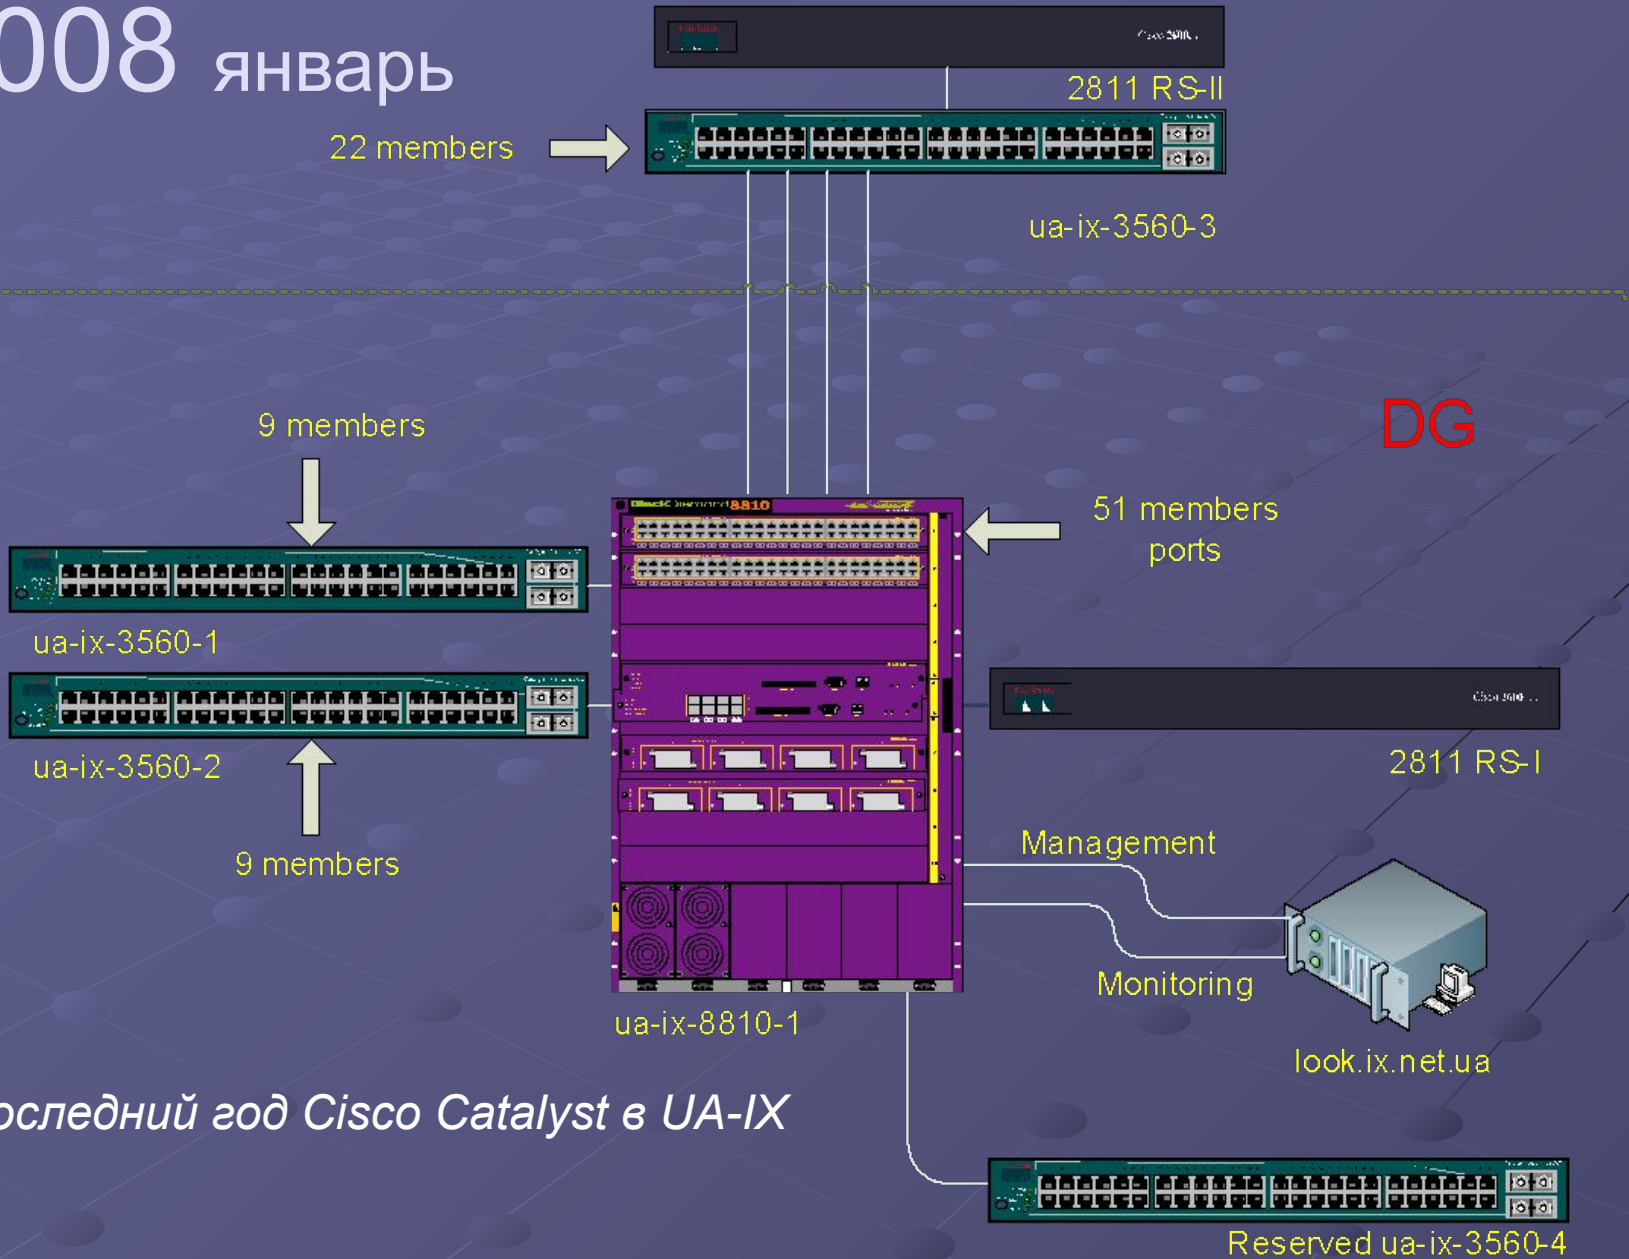 008 январь
2811 RS-II
22 members
ua-ix-3560-3
DG
9 members
51 members
ports
8810
ua-ix-3560-1
ua-ix-3560-2
2811 RS-I
9 members
Management
Monitoring
ua-ix-8810-1
look.ix.net.ua
оследний год Cisco Catalyst в UA-IX
Reserved ua-ix-3560-4